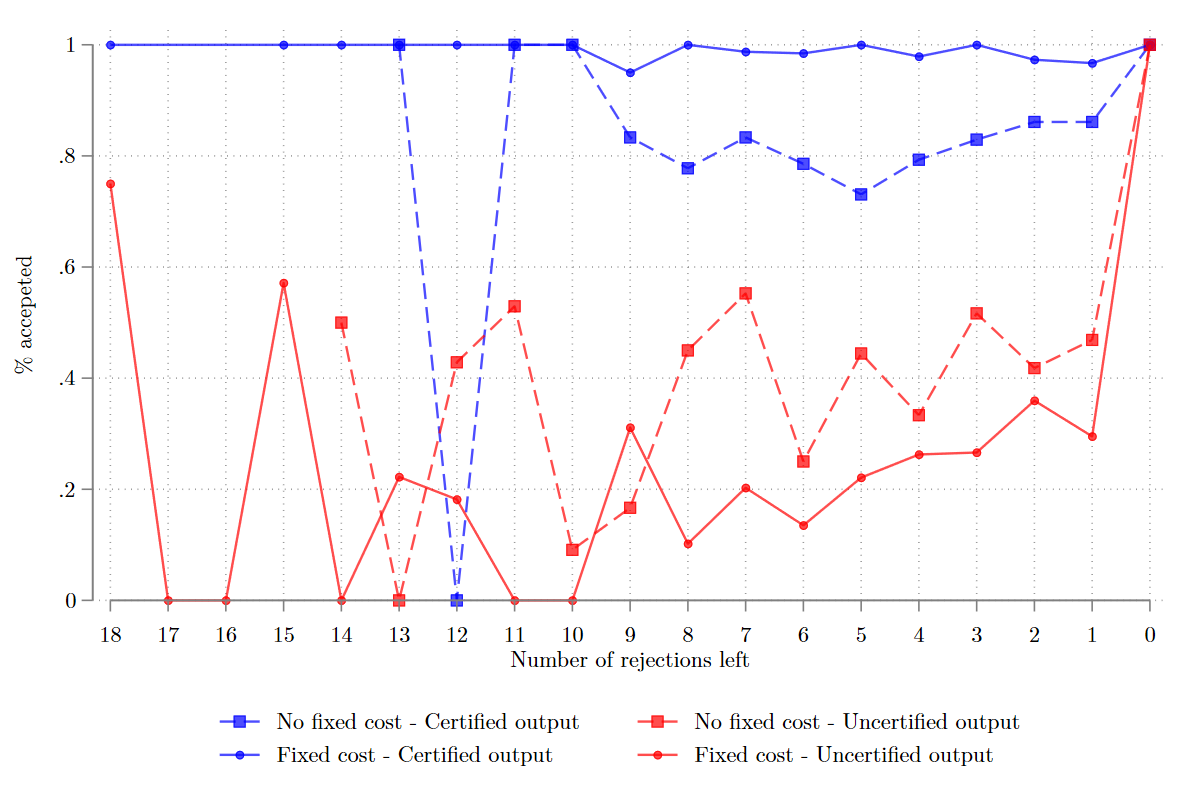 1
.8
.6
.4
.2
0
% accepeted
18 17 16 15 14 13 12 11 10 9 8 7 6 5 4 3 2 1 0
Number of rejections left
No fixed cost - Certified output No fixed cost - Uncertified output
Fixed cost - Certified output Fixed cost - Uncertified output